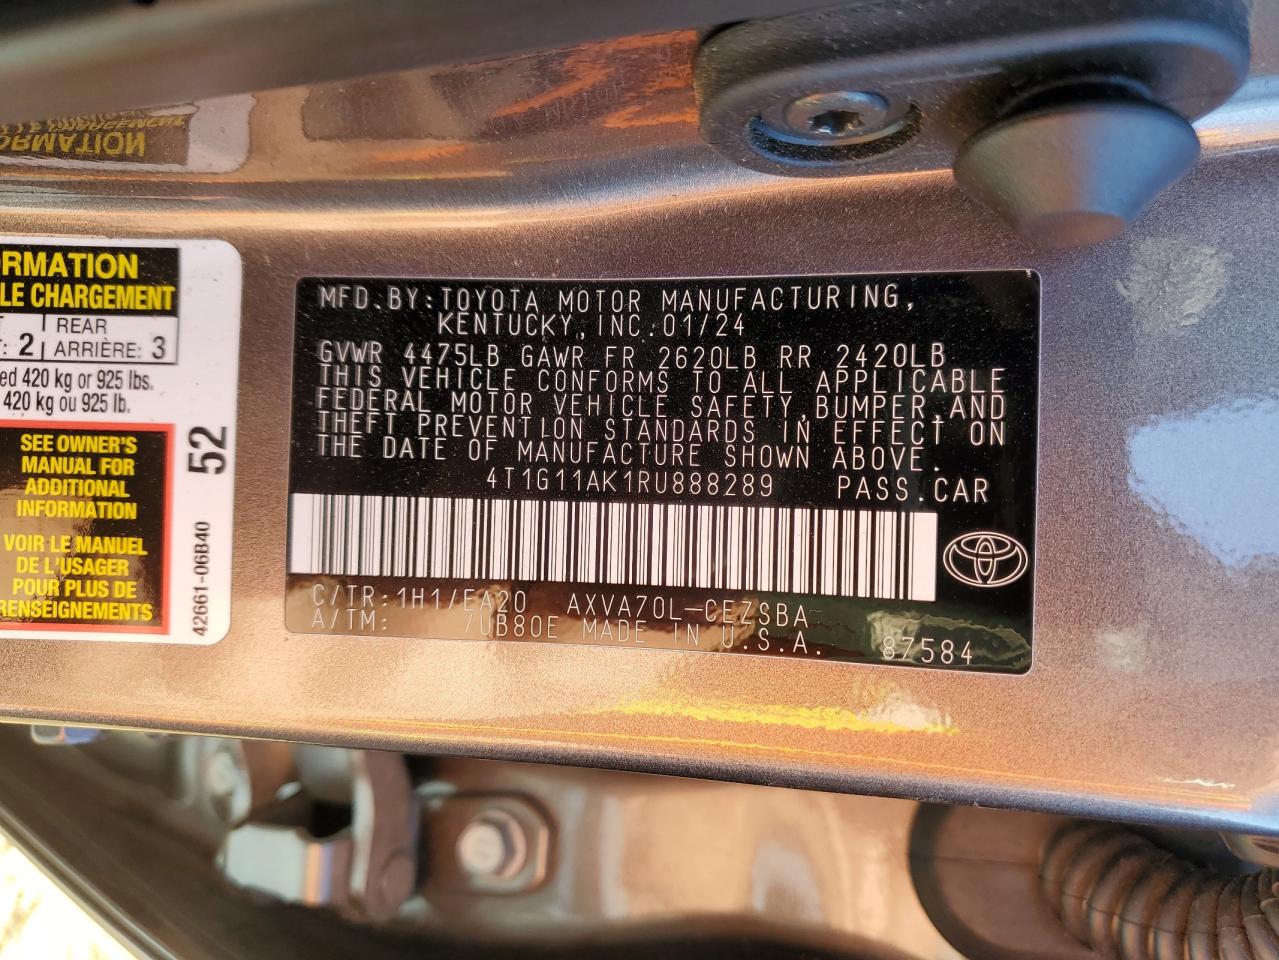 ORMATION
RMATION
LE CHARGEMENT
: 2
REAR
ARRIÈRE: 3
ed 420 kg or 925 lbs.
420 kg ou 925 lb.
SEE OWNER'S
MANUAL FOR
ADDITIONAL
INFORMATION
VOIR LE MANUEL
DE L'USAGER
POUR PLUS DE
RENSEIGNEMENTS
52
42661-06B40
MFD.BY:TOYOTA MOTOR MANUFACTURING,
KENTUCKY,INC.01/24
GVWR 4475LB GAWR FR 2620LB RR 2420LB
THIS VEHICLE CONFORMS TO ALL APPLICABLE
FEDERAL MOTOR VEHICLE SAFETY,BUMPER,AND
THEFT PREVENTION STANDARDS IN EFFECT ON
THE DATE OF MANUFACTURE SHOWN ABOVE.
4T1G11AK1RU888289 PASS.CAR
C/TR:1H1/EA20 AXVA70L-CEZSBA
A/TM: /UB80E MADE IN U.S.A.
87584